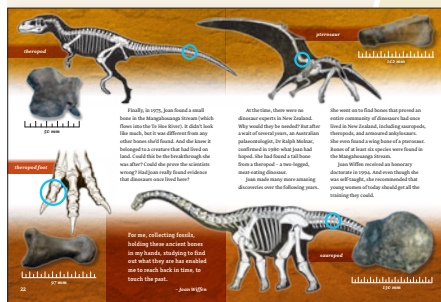 theropod
50 mm
Finally, in 1975, Joan found a small
bone in the Mangahouanga Stream (which
flows into the Te Hoe River). It didn't look
like much, but it was different from any
other bones she'd found. And she knew it
belonged to a creature that had lived on
land. Could this be the breakthrough she
was after? Could she prove the scientists
wrong? Had Joan really found evidence
that dinosaurs once lived here?
theropod foot
97 mm
For me, collecting fossils,
holding these ancient bones
in my hands, studying to find
out what they are has enabled
me to reach back in time, to
touch the past.
– Joan Wiffen
22
pterosaur
122 mm
At the time, there were no
dinosaur experts in New Zealand.
Why would they be needed? But after
a wait of several years, an Australian
palaeontologist, Dr Ralph Molnar,
confirmed in 1980 what Joan had
hoped. She had found a tail bone
from a theropod – a two-legged,
meat-eating dinosaur.
Joan made many more amazing
discoveries over the following years.
She went on to find bones that proved an
entire community of dinosaurs had once
lived in New Zealand, including sauropods,
theropods, and armoured ankylosaurs.
She even found a wing bone of a pterosaur.
Bones of at least six species were found in
the Mangahouanga Stream.
Joan Wiffen received an honorary
doctorate in 1994. And even though she
was self-taught, she recommended that
young women of today should get all the
training they could.
sauropod
130 mm